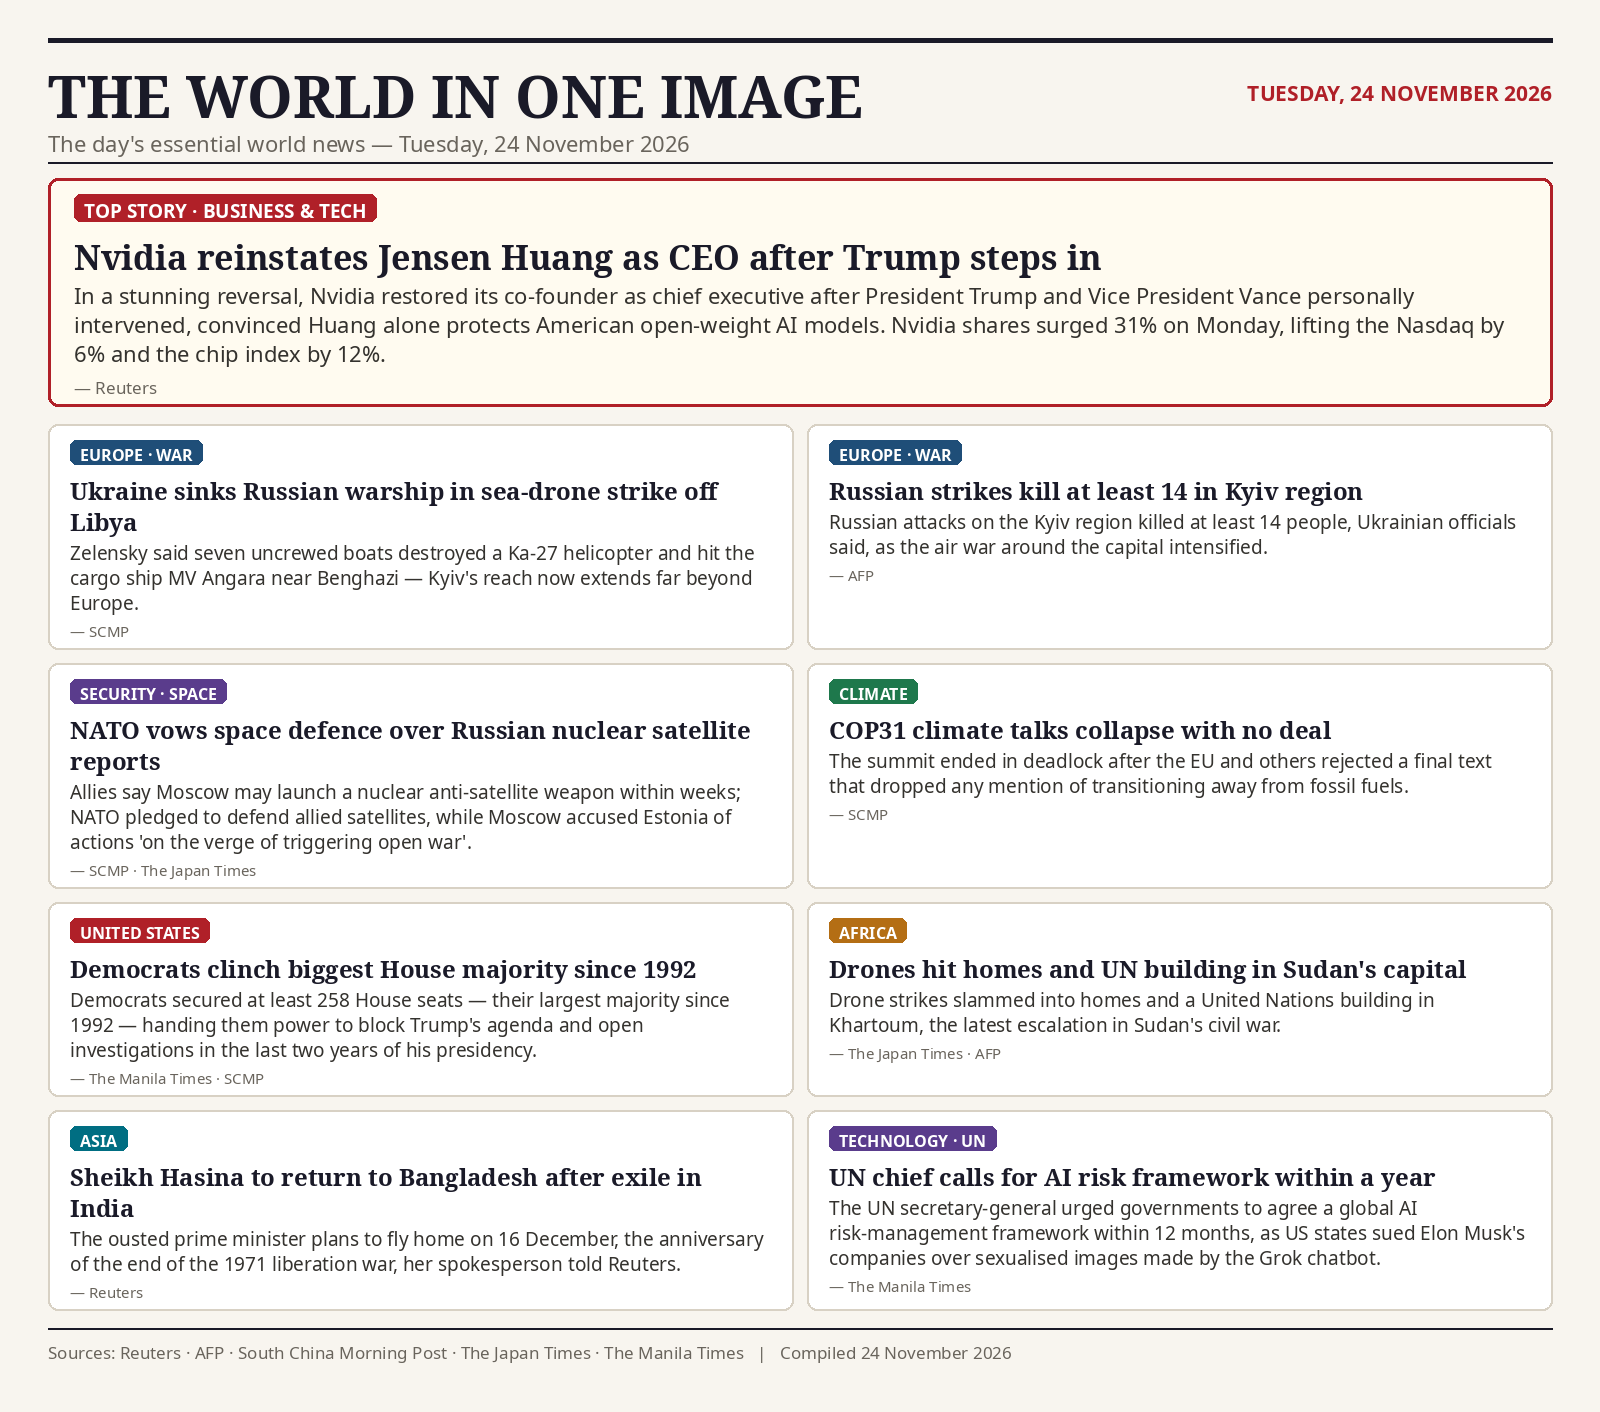 THE WORLD IN ONE IMAGE
TUESDAY, 24 NOVEMBER 2026
The day's essential world news — Tuesday, 24 November 2026
TOP STORY · BUSINESS & TECH
Nvidia reinstates Jensen Huang as CEO after Trump steps in
In a stunning reversal, Nvidia restored its co-founder as chief executive after President Trump and Vice President Vance personally
intervened, convinced Huang alone protects American open-weight AI models. Nvidia shares surged 31% on Monday, lifting the Nasdaq by
6% and the chip index by 12%.
— Reuters
EUROPE · WAR
Ukraine sinks Russian warship in sea-drone strike off
Libya
Zelensky said seven uncrewed boats destroyed a Ka-27 helicopter and hit the
cargo ship MV Angara near Benghazi — Kyiv's reach now extends far beyond
Europe.
— SCMP
EUROPE · WAR
Russian strikes kill at least 14 in Kyiv region
Russian attacks on the Kyiv region killed at least 14 people, Ukrainian officials
said, as the air war around the capital intensified.
— AFP
SECURITY · SPACE
NATO vows space defence over Russian nuclear satellite
reports
Allies say Moscow may launch a nuclear anti-satellite weapon within weeks;
NATO pledged to defend allied satellites, while Moscow accused Estonia of
actions 'on the verge of triggering open war'.
— SCMP · The Japan Times
CLIMATE
COP31 climate talks collapse with no deal
The summit ended in deadlock after the EU and others rejected a final text
that dropped any mention of transitioning away from fossil fuels.
— SCMP
UNITED STATES
Democrats clinch biggest House majority since 1992
Democrats secured at least 258 House seats — their largest majority since
1992 — handing them power to block Trump's agenda and open
investigations in the last two years of his presidency.
— The Manila Times · SCMP
AFRICA
Drones hit homes and UN building in Sudan's capital
Drone strikes slammed into homes and a United Nations building in
Khartoum, the latest escalation in Sudan's civil war.
— The Japan Times · AFP
ASIA
Sheikh Hasina to return to Bangladesh after exile in
India
The ousted prime minister plans to fly home on 16 December, the anniversary
of the end of the 1971 liberation war, her spokesperson told Reuters.
— Reuters
TECHNOLOGY · UN
UN chief calls for AI risk framework within a year
The UN secretary-general urged governments to agree a global AI
risk-management framework within 12 months, as US states sued Elon Musk's
companies over sexualised images made by the Grok chatbot.
— The Manila Times
Sources: Reuters · AFP · South China Morning Post · The Japan Times · The Manila Times | Compiled 24 November 2026